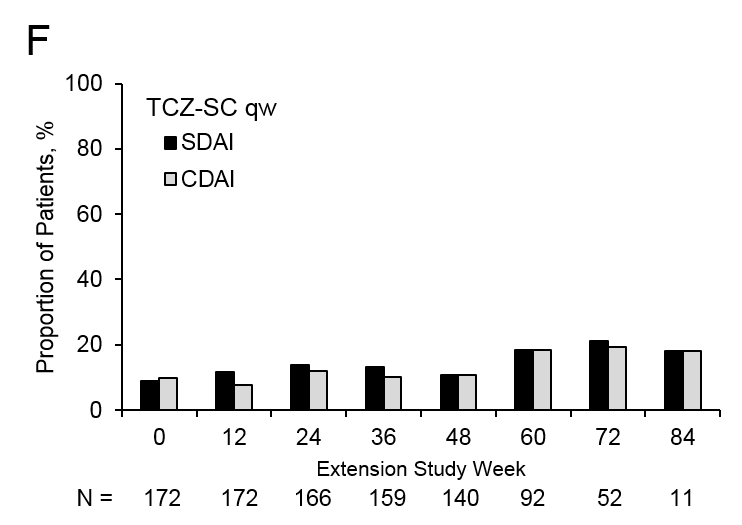 F
100
80
60
40
20
0
Proportion of Patients, %
TCZ-SC qw
SDAI
CDAI
0 12 24 36 48 60 72 84
Extension Study Week
N = 172 172 166 159 140 92 52 11